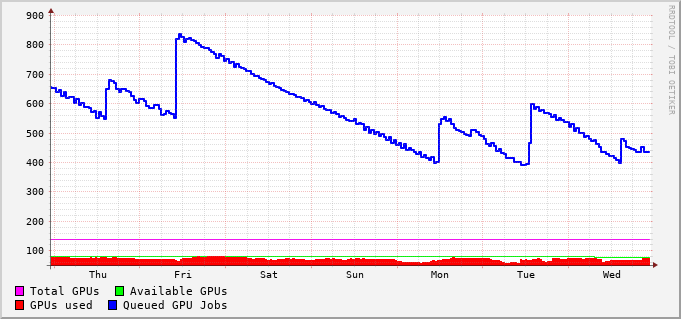 900
800
700
600
500
400
300
200
100
Thu Fri Sat Sun Mon Tue Wed
Total GPUs Available GPUs
GPUs used Queued GPU Jobs
RRDTOOL / TOBI OETIKER